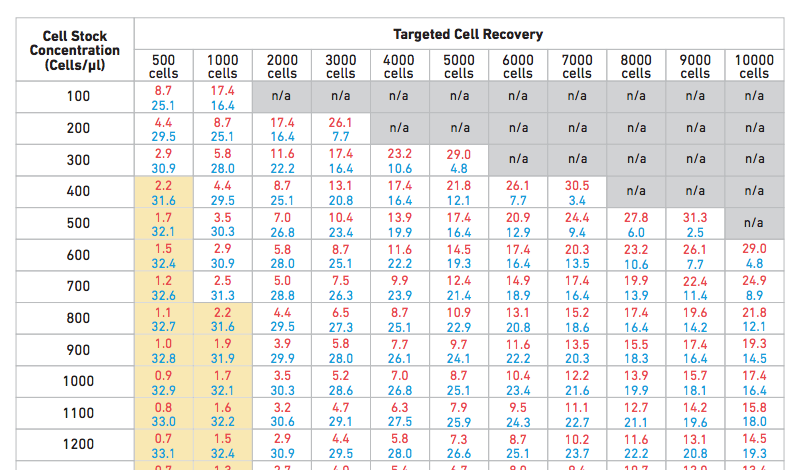 Cell Stock Concentration (Cells/µl) Targeted Cell Recovery
500 cells 1000 cells 2000 cells 3000 cells 4000 cells 5000 cells 6000 cells 7000 cells 8000 cells 9000 cells 10000 cells
100 8.7 17.4 n/a n/a n/a n/a n/a n/a n/a n/a n/a
25.1 16.4
200 4.4 8.7 17.4 26.1 n/a n/a n/a n/a n/a n/a n/a
29.5 25.1 16.4 7.7
300 2.9 5.8 11.6 17.4 23.2 29.0 n/a n/a n/a n/a n/a
30.9 28.0 22.2 16.4 10.6 4.8
400 2.2 4.4 8.7 13.1 17.4 21.8 26.1 30.5 n/a n/a n/a
31.6 29.5 25.1 20.8 16.4 12.1 7.7 3.4
500 1.7 3.5 7.0 10.4 13.9 17.4 20.9 24.4 27.8 31.3 n/a
32.1 30.3 26.8 23.4 19.9 16.4 12.9 9.4 6.0 2.5
600 1.5 2.9 5.8 8.7 11.6 14.5 17.4 20.3 23.2 26.1 29.0
32.4 30.9 28.0 25.1 22.2 19.3 16.4 13.5 10.6 7.7 4.8
700 1.2 2.5 5.0 7.5 9.9 12.4 14.9 17.4 19.9 22.4 24.9
32.6 31.3 28.8 26.3 23.9 21.4 18.9 16.4 13.9 11.4 8.9
800 1.1 2.2 4.4 6.5 8.7 10.9 13.1 15.2 17.4 19.6 21.8
32.7 31.6 29.5 27.3 25.1 22.9 20.8 18.6 16.4 14.2 12.1
900 1.0 1.9 3.9 5.8 7.7 9.7 11.6 13.5 15.5 17.4 19.3
32.8 31.9 29.9 28.0 26.1 24.1 22.2 20.3 18.3 16.4 14.5
1000 0.9 1.7 3.5 5.2 7.0 8.7 10.4 12.2 13.9 15.7 17.4
32.9 32.1 30.3 28.6 26.8 25.1 23.4 21.6 19.9 18.1 16.4
1100 0.8 1.6 3.2 4.7 6.3 7.9 9.5 11.1 12.7 14.2 15.8
33.0 32.2 30.6 29.1 27.5 25.9 24.3 22.7 21.1 19.6 18.0
1200 0.7 1.5 2.9 4.4 5.8 7.3 8.7 10.2 11.6 13.1 14.5
33.1 32.4 30.9 29.5 28.0 26.6 25.1 23.7 22.2 20.8 19.3